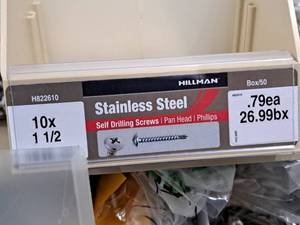 HILLMAN
Box/50
H822610
10x
1 1/2
Stainless Steel
Self Drilling Screws | Pan Head | Phillips
.79ea
26.99bx